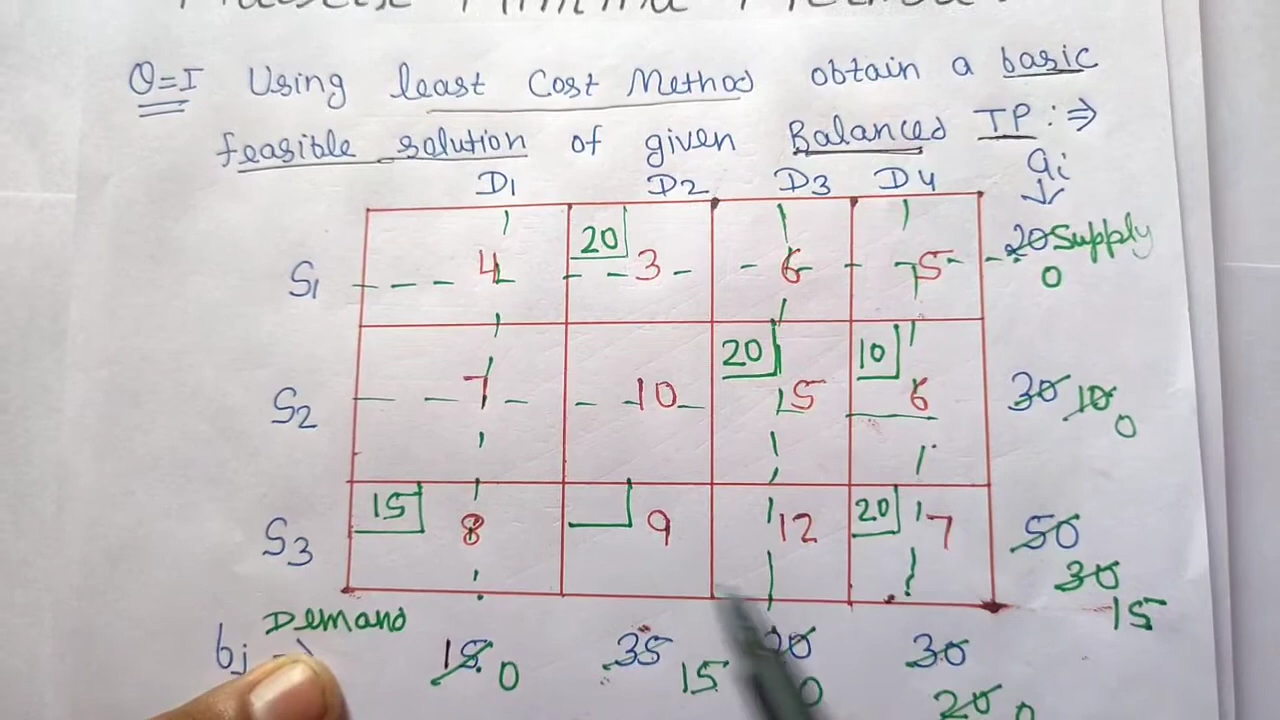 Q=I Using least Cost Method obtain a basic
feasible solution of given Balanced TP :⇒
D1 D2 D3 D4 ai ↓
20 Supply
S1 4 20 3 6 5 0
S2 7 10 20 5 10 6 30 10 0
S3 15 8 9 12 20 7 50 30 15
Demand
bj → 15 0 35 15 20 0 30 20 0